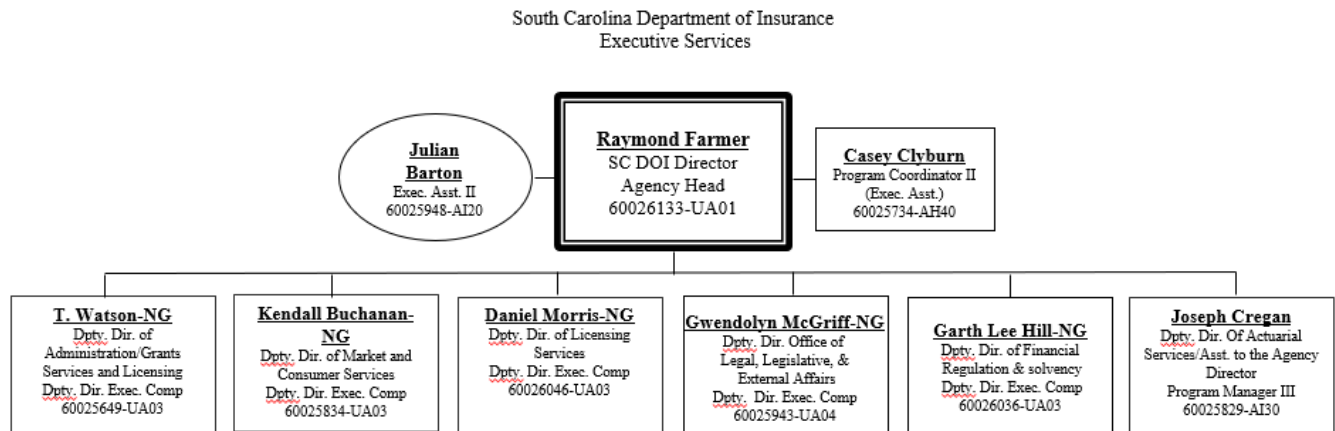 South Carolina Department of Insurance
Executive Services
Julian
Barton
Exec. Asst. II
60025948-AI20
Raymond Farmer
SC DOI Director
Agency Head
60026133-UA01
Casey Clyburn
Program Coordinator II
(Exec. Asst.)
60025734-AH40
T. Watson-NG
Dpty. Dir. of
Administration/Grants
Services and Licensing
Dpty. Dir. Exec. Comp
60025649-UA03
Kendall Buchanan-
NG
Dpty. Dir. of Market and
Consumer Services
Dpty. Dir. Exec. Comp
60025834-UA03
Daniel Morris-NG
Dpty. Dir. of Licensing
Services
Dpty. Dir. Exec. Comp
60026046-UA03
Gwendolyn McGriff-NG
Dpty. Dir. Office of
Legal, Legislative, &
External Affairs
Dpty. Dir. Exec. Comp
60025943-UA04
Garth Lee Hill-NG
Dpty. Dir. of Financial
Regulation & solvency
Dpty. Dir. Exec. Comp
60026036-UA03
Joseph Cregan
Dpty. Dir. Of Actuarial
Services/Asst. to the Agency
Director
Program Manager III
60025829-AI30